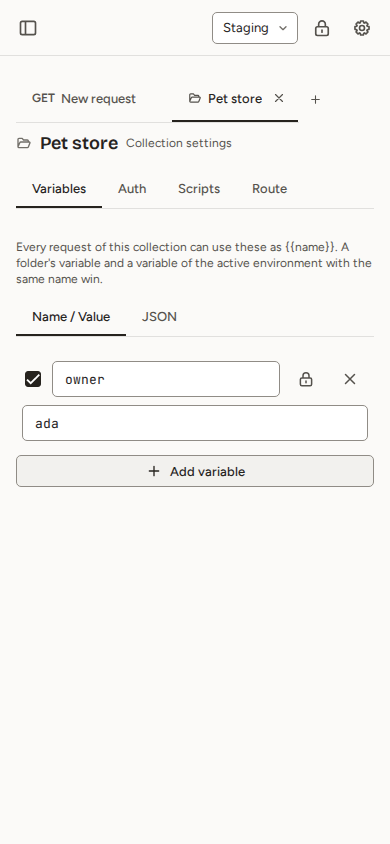 Staging
GET New request
Pet store
Pet store Collection settings
Variables Auth Scripts Route
Every request of this collection can use these as {{name}}. A
folder's variable and a variable of the active environment with the
same name win.
Name / Value JSON
owner
ada
Add variable